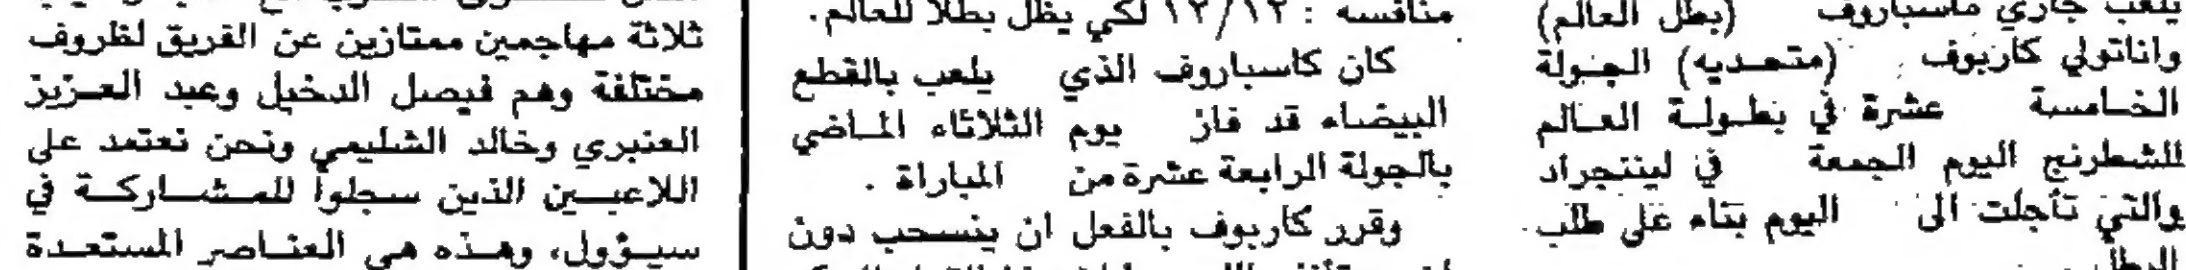 يلعب جاري كاسباروف (بطل العالم)
واناتولي كاربوف (متحديه) الجولة
الخامسة عشرة في بطولة العالم
للشطرنج اليوم الجمعة في لينتجراد
والتي تأجلت الى اليوم بناء على طلب
البطل
منافسه : ١٢/١٢ لكي يظل بطلا للعالم.
كان كاسباروف الذي يلعب بالقطع
البيضاء قد فاز يوم الثلاثاء الماضي
بالجولة الرابعة عشرة من المباراة .
وقرر كاربوف بالفعل ان ينسحب دون
ثلاثة مهاجمين ممتازين عن الفريق لظروف
مختلفة وهم فيصل الدخيل وعبد العزيز
العنبري وخالد الشليمي ونحن نعتمد على
اللاعبين الذين سجلوا للمشاركة في
سيؤول، وهذه هي العناصر المستعدة